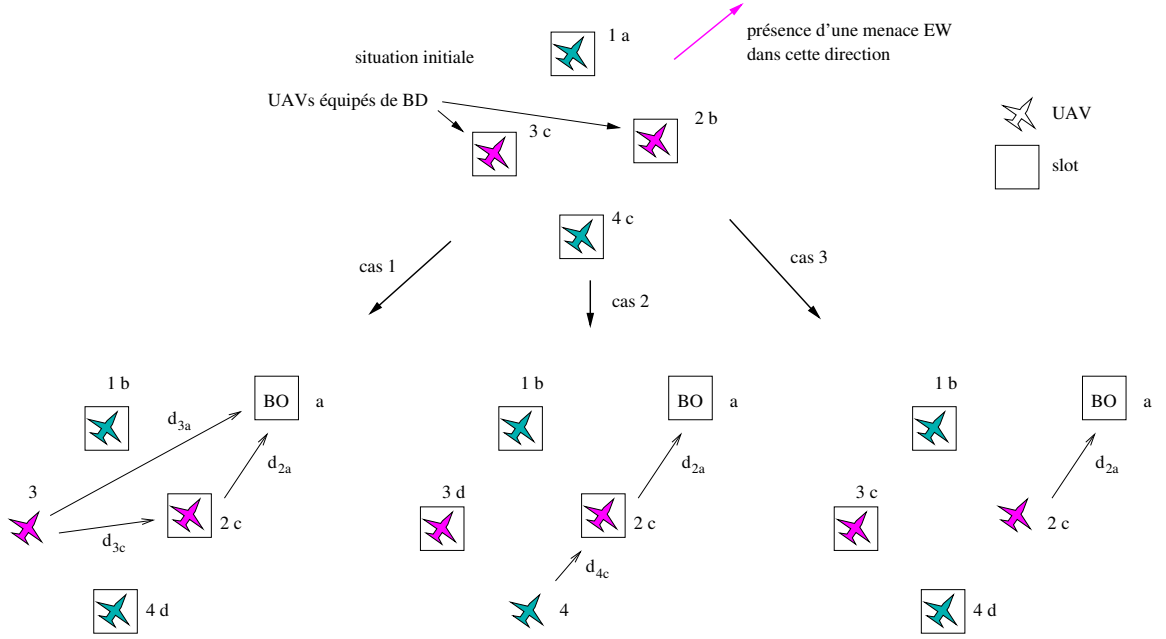 1 a
présence d'une menace EW
dans cette direction
situation initiale
UAVs équipés de BD
3 c
2 b
UAV
slot
4 c
cas 1
cas 2
cas 3
1 b
BO
a
d3a
d2a
3
2 c
d3c
4 d
1 b
BO
a
d2a
3 d
2 c
d4c
4
1 b
BO
a
d2a
3 c
2 c
4 d